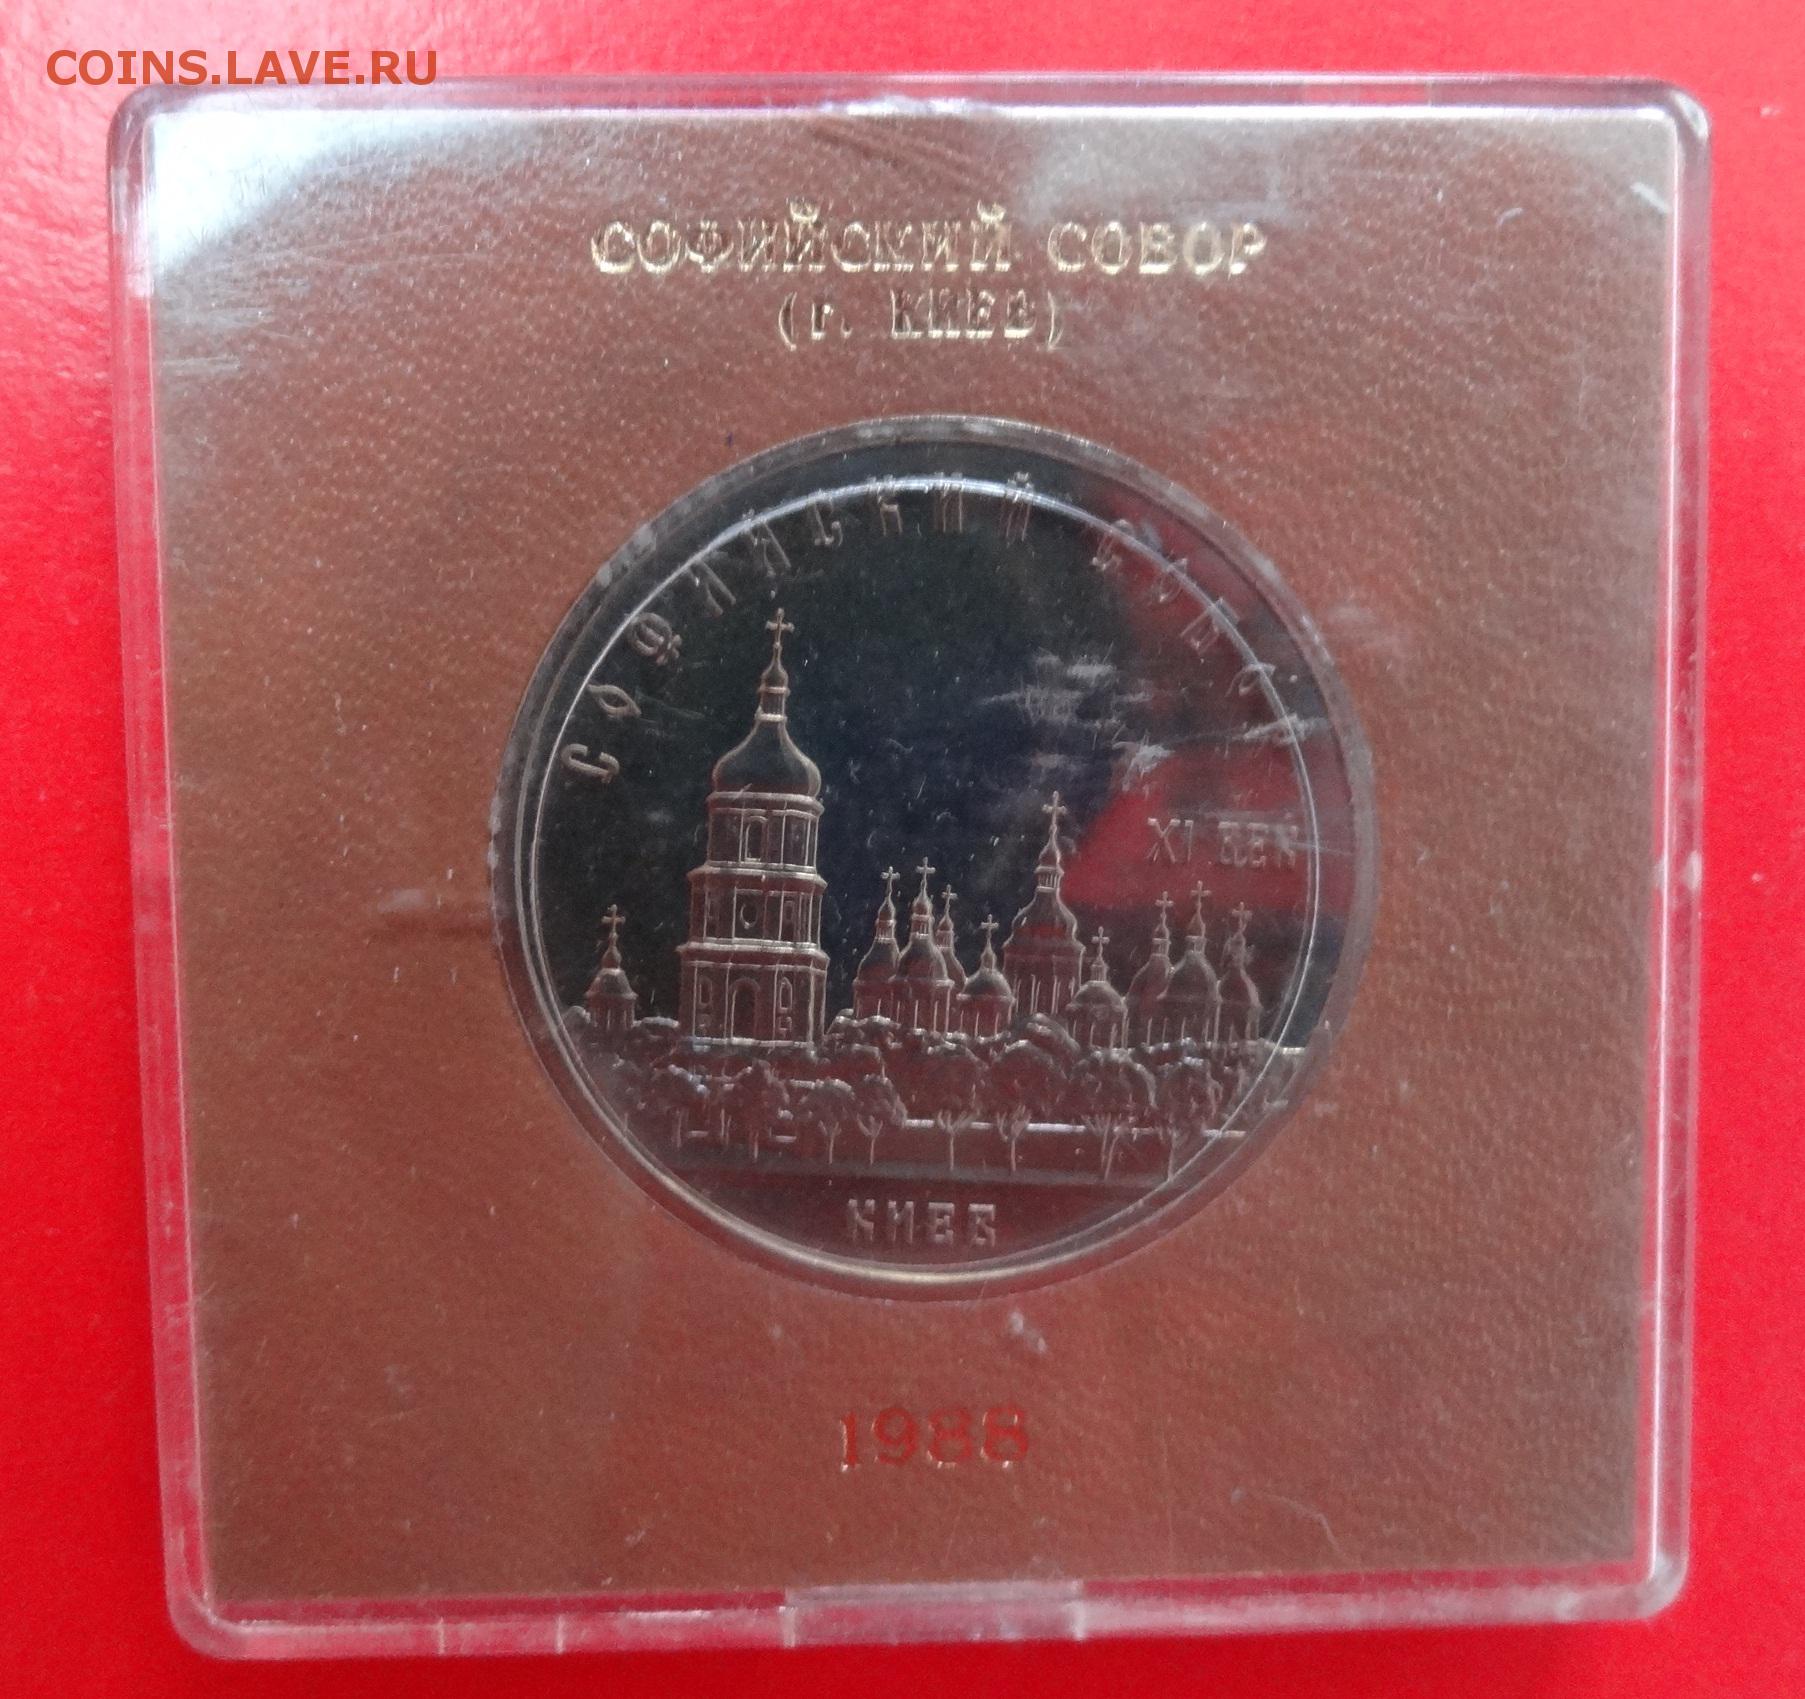 COINS.LAVE.RU
СОФИЙСКИЙ СОБОР
(г. КИЕВ)
СОФИЙСКИЙ СОБОР
XI ВЕК
КИЕВ
1988